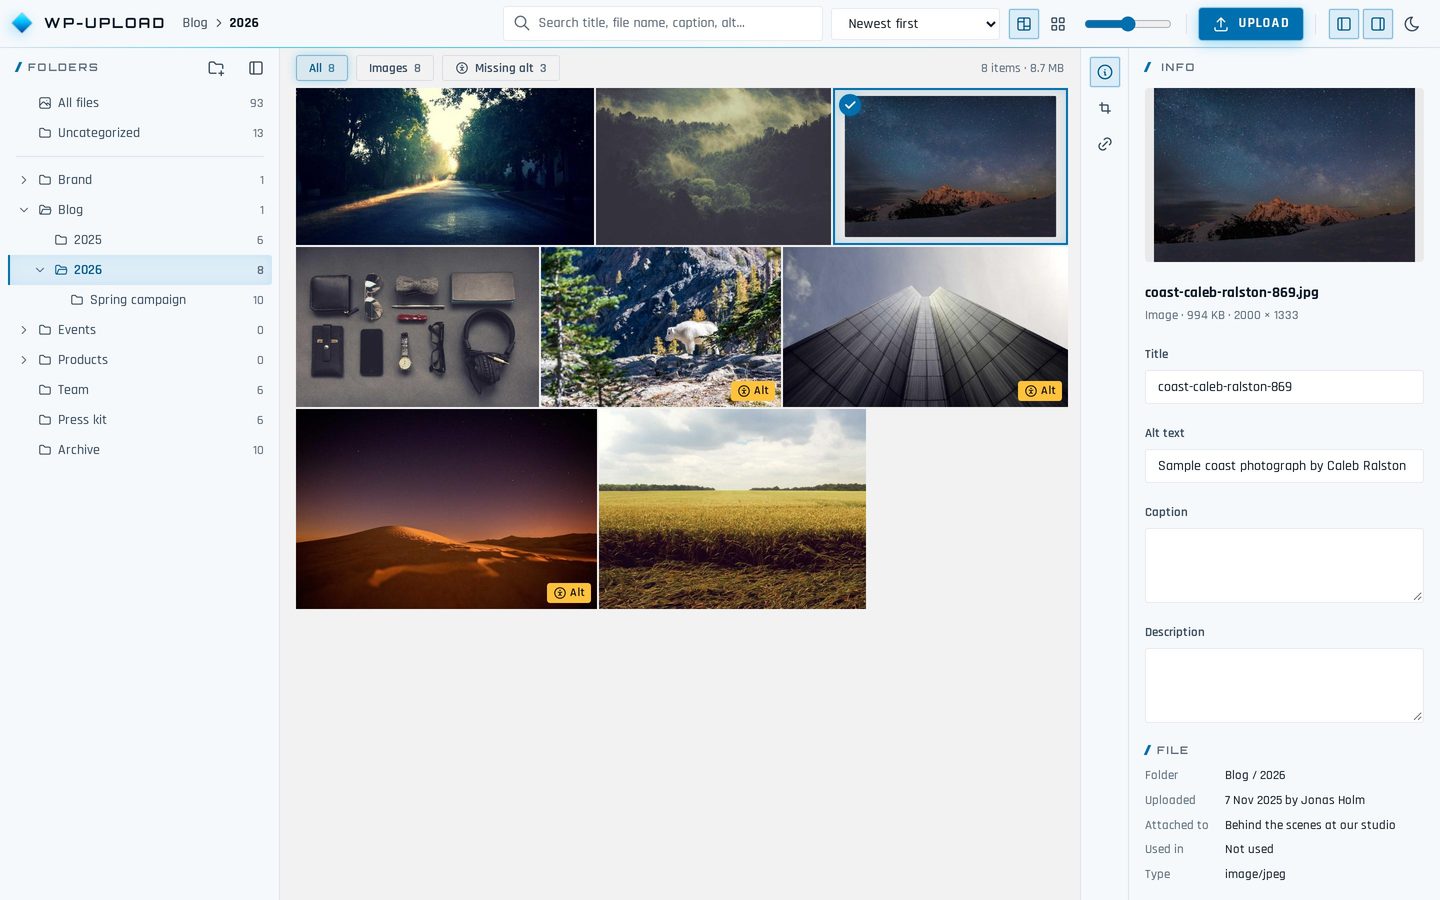 WP-UPLOAD
Blog > 2026
Search title, file name, caption, alt...
Newest first
UPLOAD
FOLDERS
All files 93
Uncategorized 13
Brand 1
Blog 1
2025 6
2026 8
Spring campaign 10
Events 0
Products 0
Team 6
Press kit 6
Archive 10
All 8
Images 8
Missing alt 3
8 items · 8.7 MB
Alt
Alt
Alt
INFO
coast-caleb-ralston-869.jpg
Image · 994 KB · 2000 × 1333
Title
coast-caleb-ralston-869
Alt text
Sample coast photograph by Caleb Ralston
Caption
Description
FILE
Folder Blog / 2026
Uploaded 7 Nov 2025 by Jonas Holm
Attached to Behind the scenes at our studio
Used in Not used
Type image/jpeg